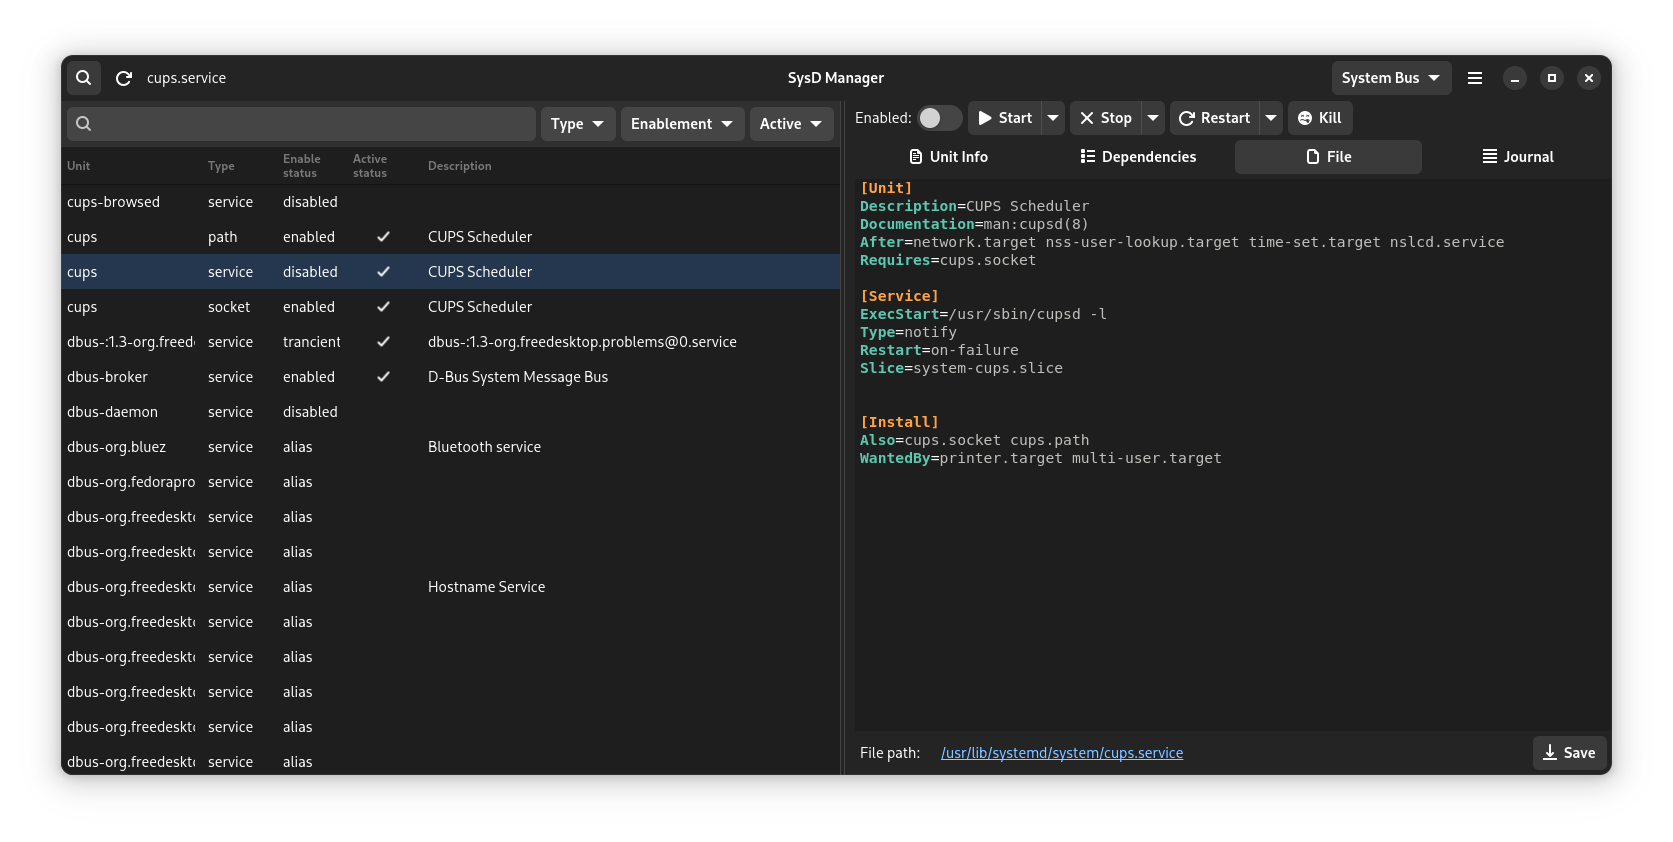 cups.service
SysD Manager
System Bus
Type
Enablement
Active
Enabled:
Start
Stop
Restart
Kill
Unit Info
Dependencies
File
Journal
Unit Type Enable status Active status Description
cups-browsed service disabled
cups path enabled CUPS Scheduler
cups service disabled CUPS Scheduler
cups socket enabled CUPS Scheduler
dbus-:1.3-org.freed service trancient dbus-:1.3-org.freedesktop.problems@0.service
dbus-broker service enabled D-Bus System Message Bus
dbus-daemon service disabled
dbus-org.bluez service alias Bluetooth service
dbus-org.fedorapro service alias
dbus-org.freedeskt service alias
dbus-org.freedeskt service alias
dbus-org.freedeskt service alias Hostname Service
dbus-org.freedeskt service alias
dbus-org.freedeskt service alias
dbus-org.freedeskt service alias
dbus-org.freedeskt service alias
dbus-org.freedeskt service alias
[Unit]
Description=CUPS Scheduler
Documentation=man:cupsd(8)
After=network.target nss-user-lookup.target time-set.target nslcd.service
Requires=cups.socket
[Service]
ExecStart=/usr/sbin/cupsd -l
Type=notify
Restart=on-failure
Slice=system-cups.slice
[Install]
Also=cups.socket cups.path
WantedBy=printer.target multi-user.target
File path: /usr/lib/systemd/system/cups.service
Save